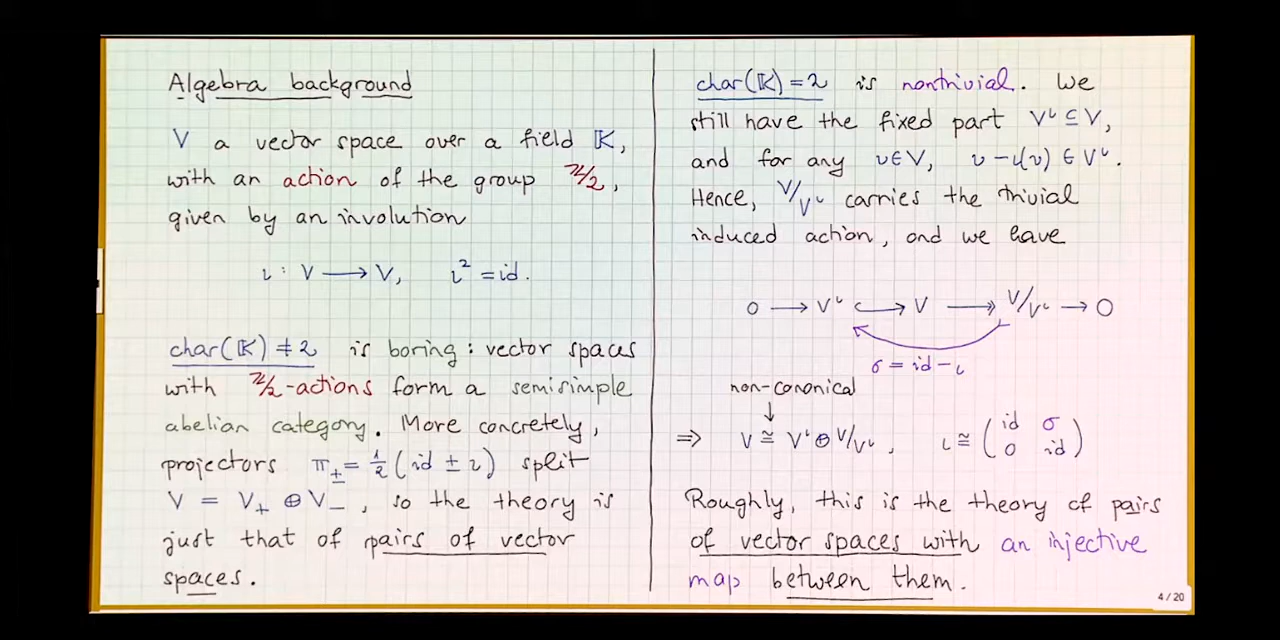 Algebra background
V a vector space over a field 𝕂,
with an action of the group ℤ/2,
given by an involution
ι : V ⟶ V, ι² = id.
char(𝕂) ≠ 2 is boring : vector spaces
with ℤ/2-actions form a semisimple
abelian category. More concretely,
projectors π± = 1/2 (id ± ι) split
V = V₊ ⊕ V₋, so the theory is
just that of pairs of vector
spaces.
char(𝕂) = 2 is nontrivial. We
still have the fixed part V^ι ⊆ V,
and for any v ∈ V, v − ι(v) ∈ V^ι.
Hence, V/V^ι carries the trivial
induced action, and we have
0 ⟶ V^ι ↪ V ↠ V/V^ι ⟶ 0
σ = id − ι
non-canonical
↓
⇒ V ≅ V^ι ⊕ V/V^ι, ι ≅ (id σ
0 id)
Roughly, this is the theory of pairs
of vector spaces with an injective
map between them.
4 / 20